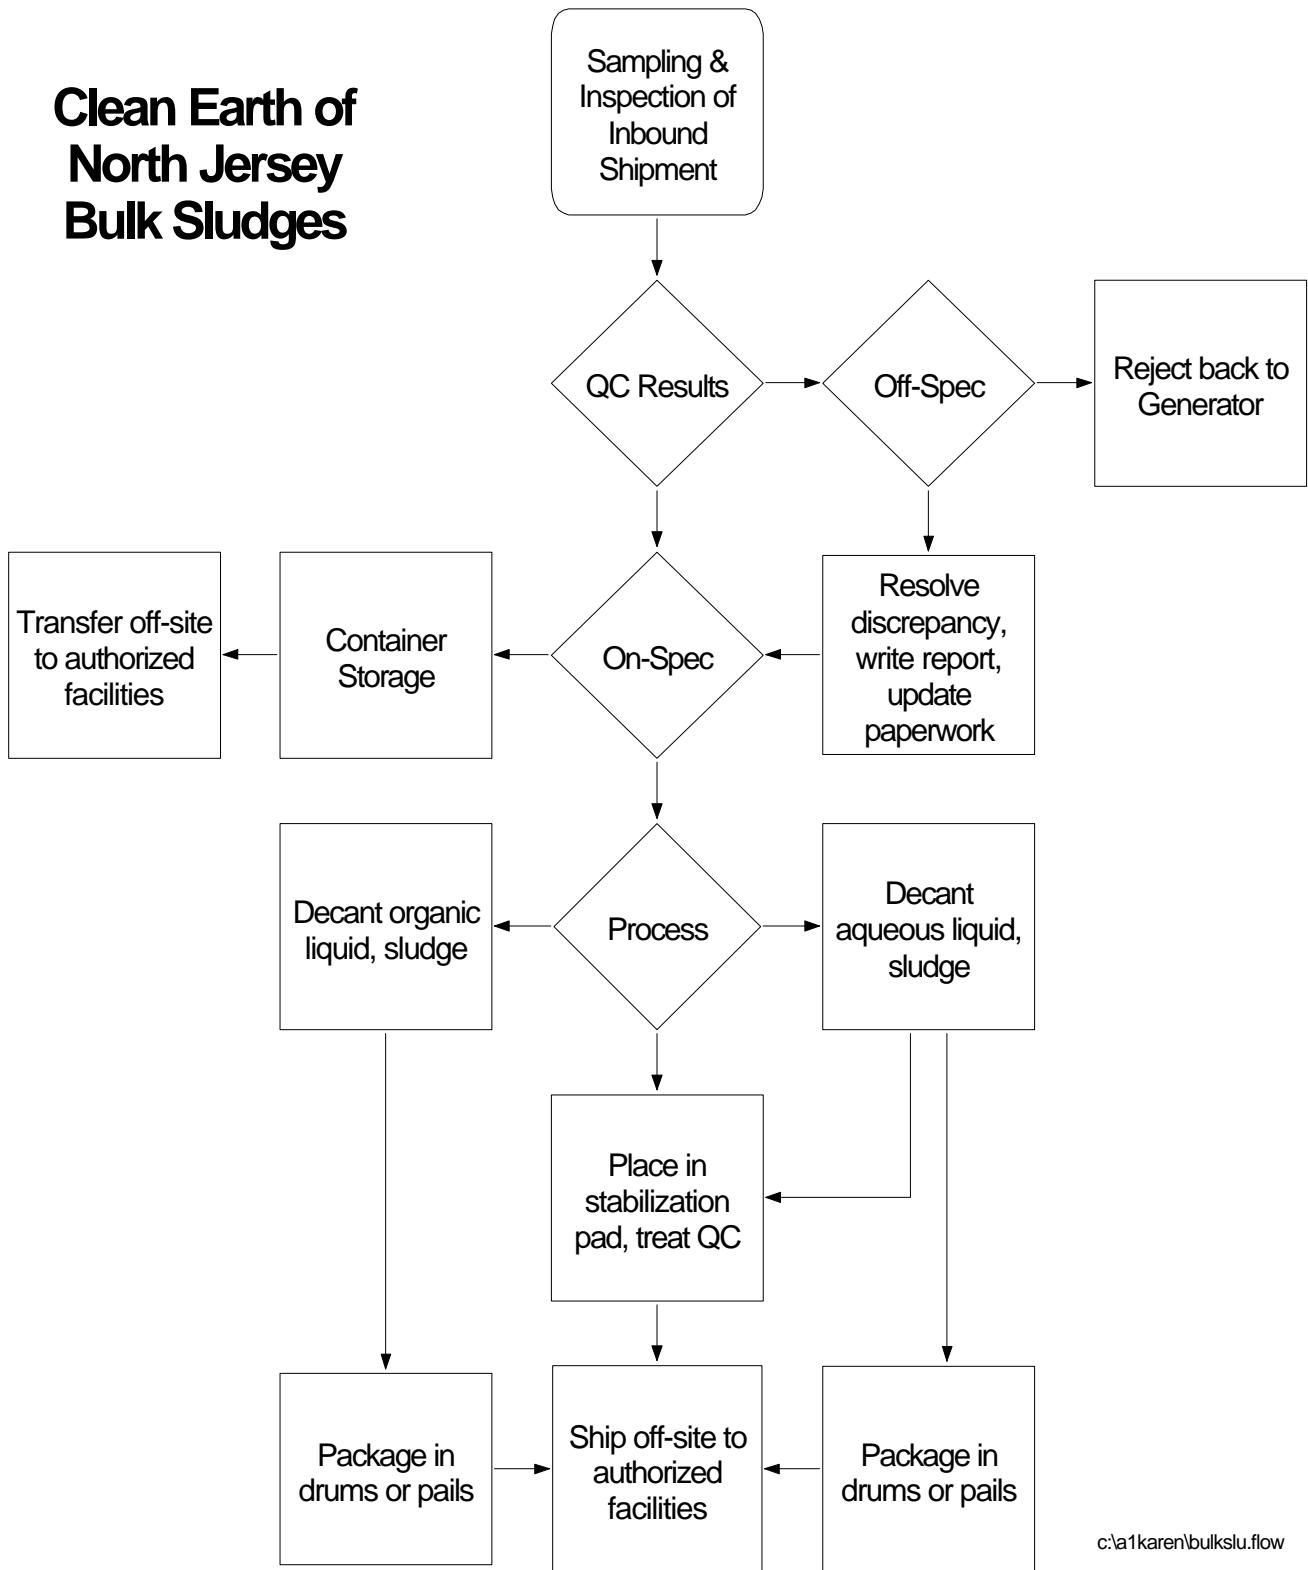 Clean Earth of
North Jersey
Bulk Sludges
Sampling &
Inspection of
Inbound
Shipment
QC Results
Off-Spec
Reject back to
Generator
Transfer off-site
to authorized
facilities
Container
Storage
On-Spec
Resolve
discrepancy,
write report,
update
paperwork
Decant organic
liquid, sludge
Process
Decant
aqueous liquid,
sludge
Place in
stabilization
pad, treat QC
Package in
drums or pails
Ship off-site to
authorized
facilities
Package in
drums or pails
c:\a1karen\bulkslu.flow